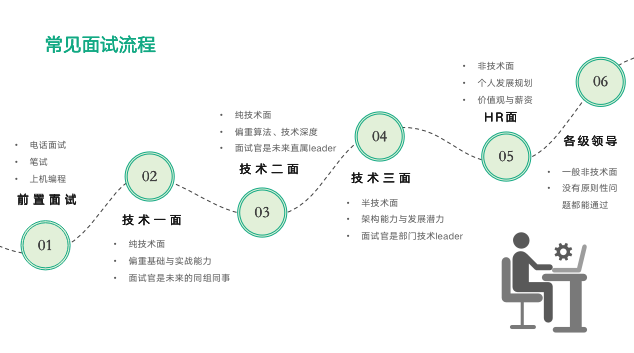 常见面试流程
• 电话面试
• 笔试
• 上机编程
前置面试
01
02
技术一面
• 纯技术面
• 偏重基础与实战能力
• 面试官是未来的同组同事
• 纯技术面
• 偏重算法、技术深度
• 面试官是未来直属leader
技术二面
03
04
技术三面
• 半技术面
• 架构能力与发展潜力
• 面试官是部门技术leader
• 非技术面
• 个人发展规划
• 价值观与薪资
HR面
05
06
各级领导
• 一般非技术面
• 没有原则性问
题都能通过